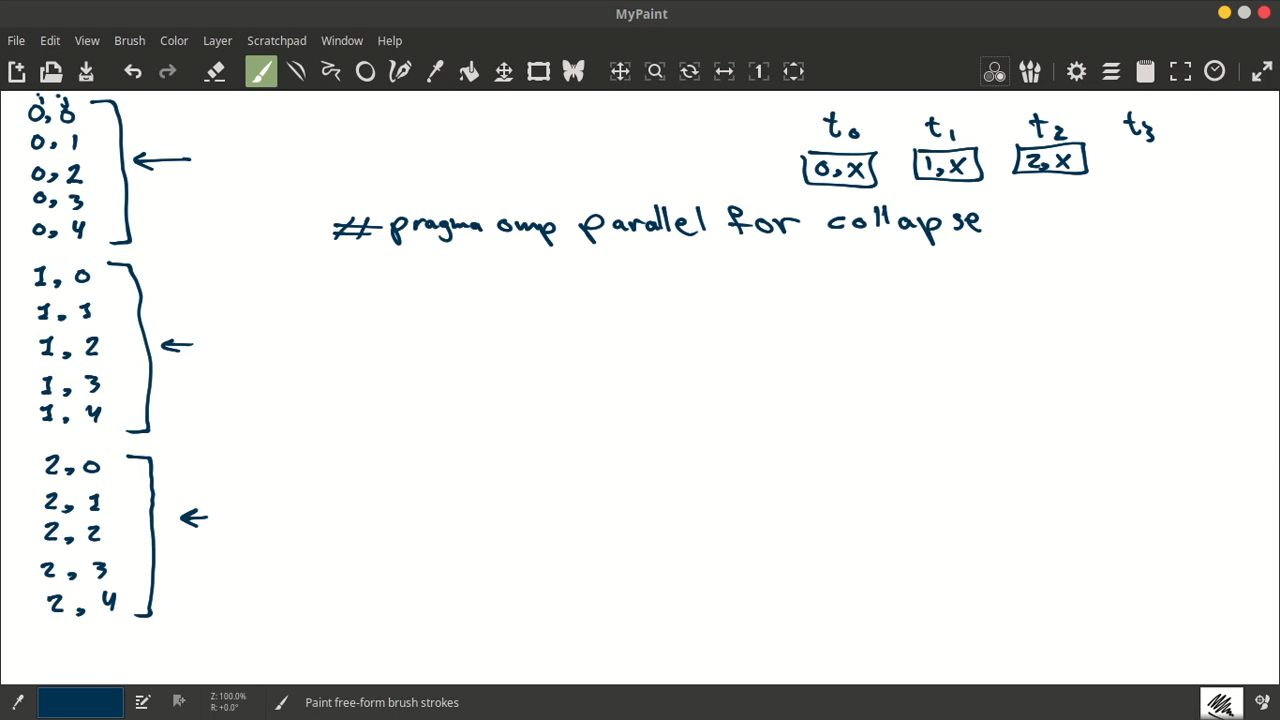 MyPaint
File Edit View Brush Color Layer Scratchpad Window Help
i j
0, 0
0, 1
0, 2
0, 3
0, 4
1, 0
1. 1
1, 2
1, 3
1. 4
2, 0
2, 1
2, 2
2, 3
2, 4
t0 t1 t2 t3
0, X 1, X 2, X
# pragma omp parallel for collapse
Z: 100.0%
R: +0.0°
Paint free-form brush strokes